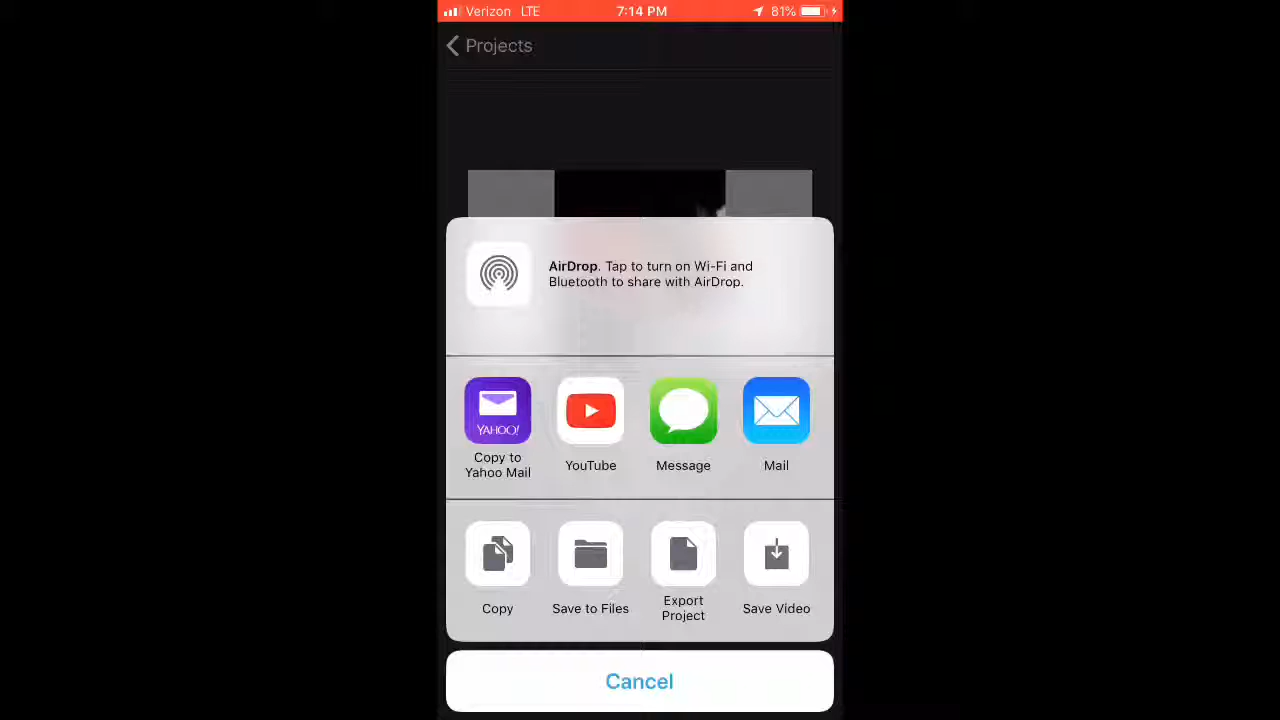 Verizon LTE 7:14 PM 81%
Projects
AirDrop. Tap to turn on Wi-Fi and
Bluetooth to share with AirDrop.
YAHOO!
Copy to
Yahoo Mail
YouTube
Message
Mail
Copy
Save to Files
Export
Project
Save Video
Cancel